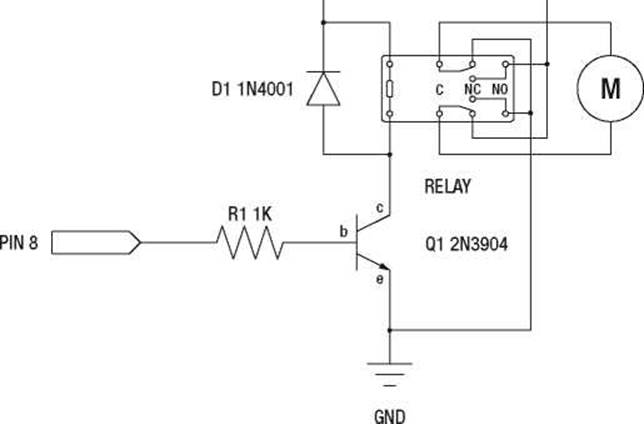 D1 1N4001
C NC NO
M
RELAY
R1 1K
c
b
Q1 2N3904
PIN 8
e
GND